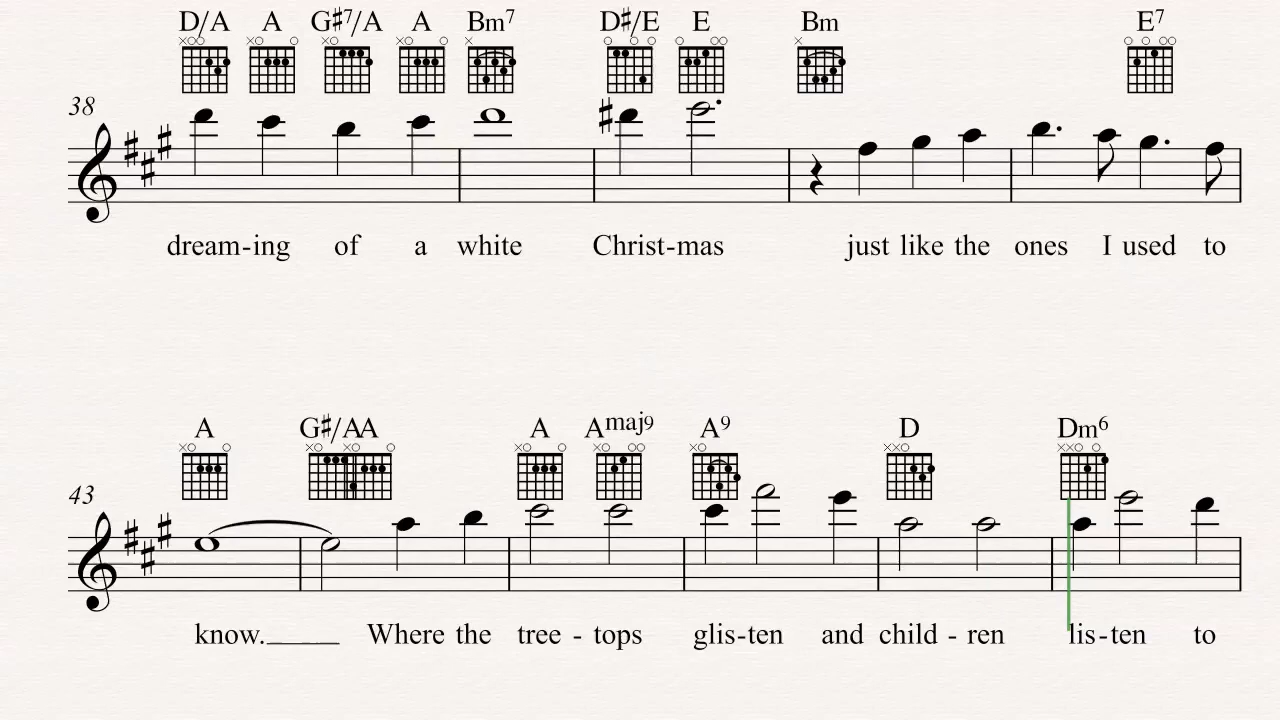 D/A A G♯7/A A Bm7 D♯/E E Bm E7
38
dream-ing of a white Christ-mas just like the ones I used to
A G♯/A A A Amaj9 A9 D Dm6
43
know.____ Where the tree - tops glis-ten and child - ren lis-ten to